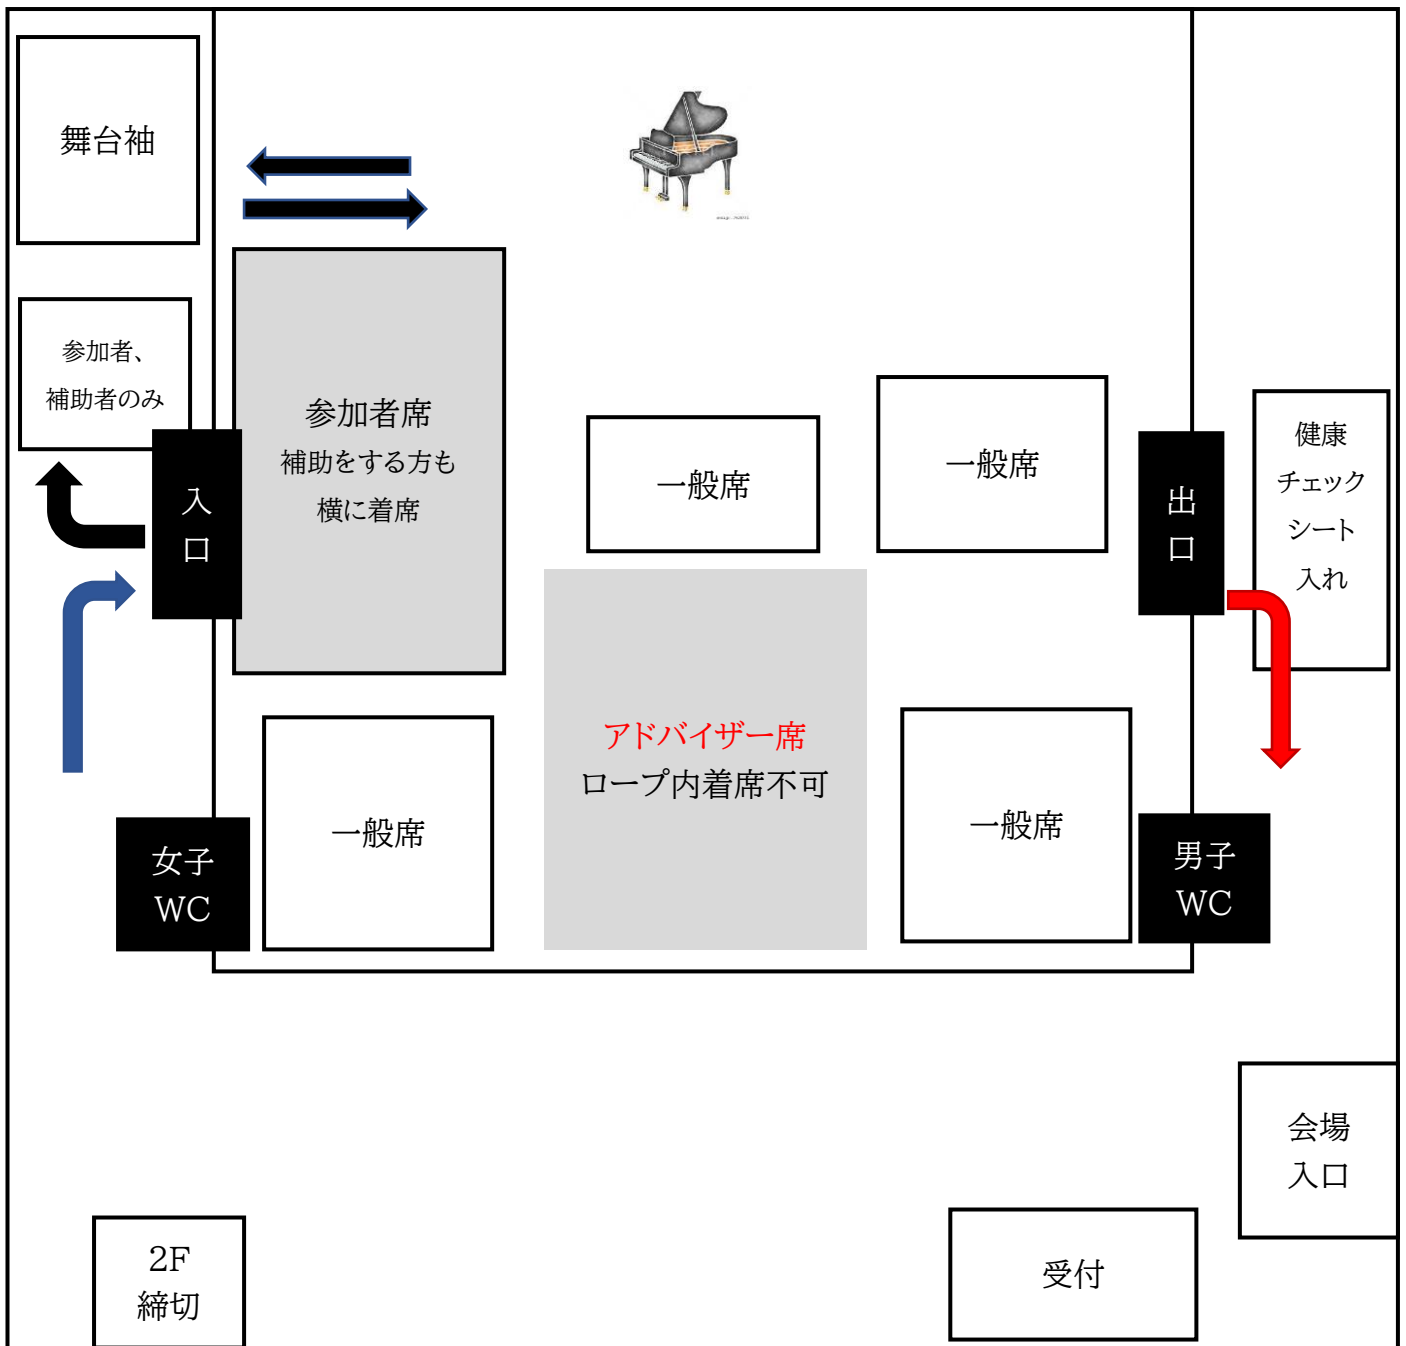 舞台袖
参加者、
補助者のみ
参加者席
補助をする方も
横に着席
一般席
一般席
入
口
出
口
健康
チェック
シート
入れ
アドバイザー席
ロープ内着席不可
一般席
一般席
女子
WC
男子
WC
会場
入口
2F
締切
受付